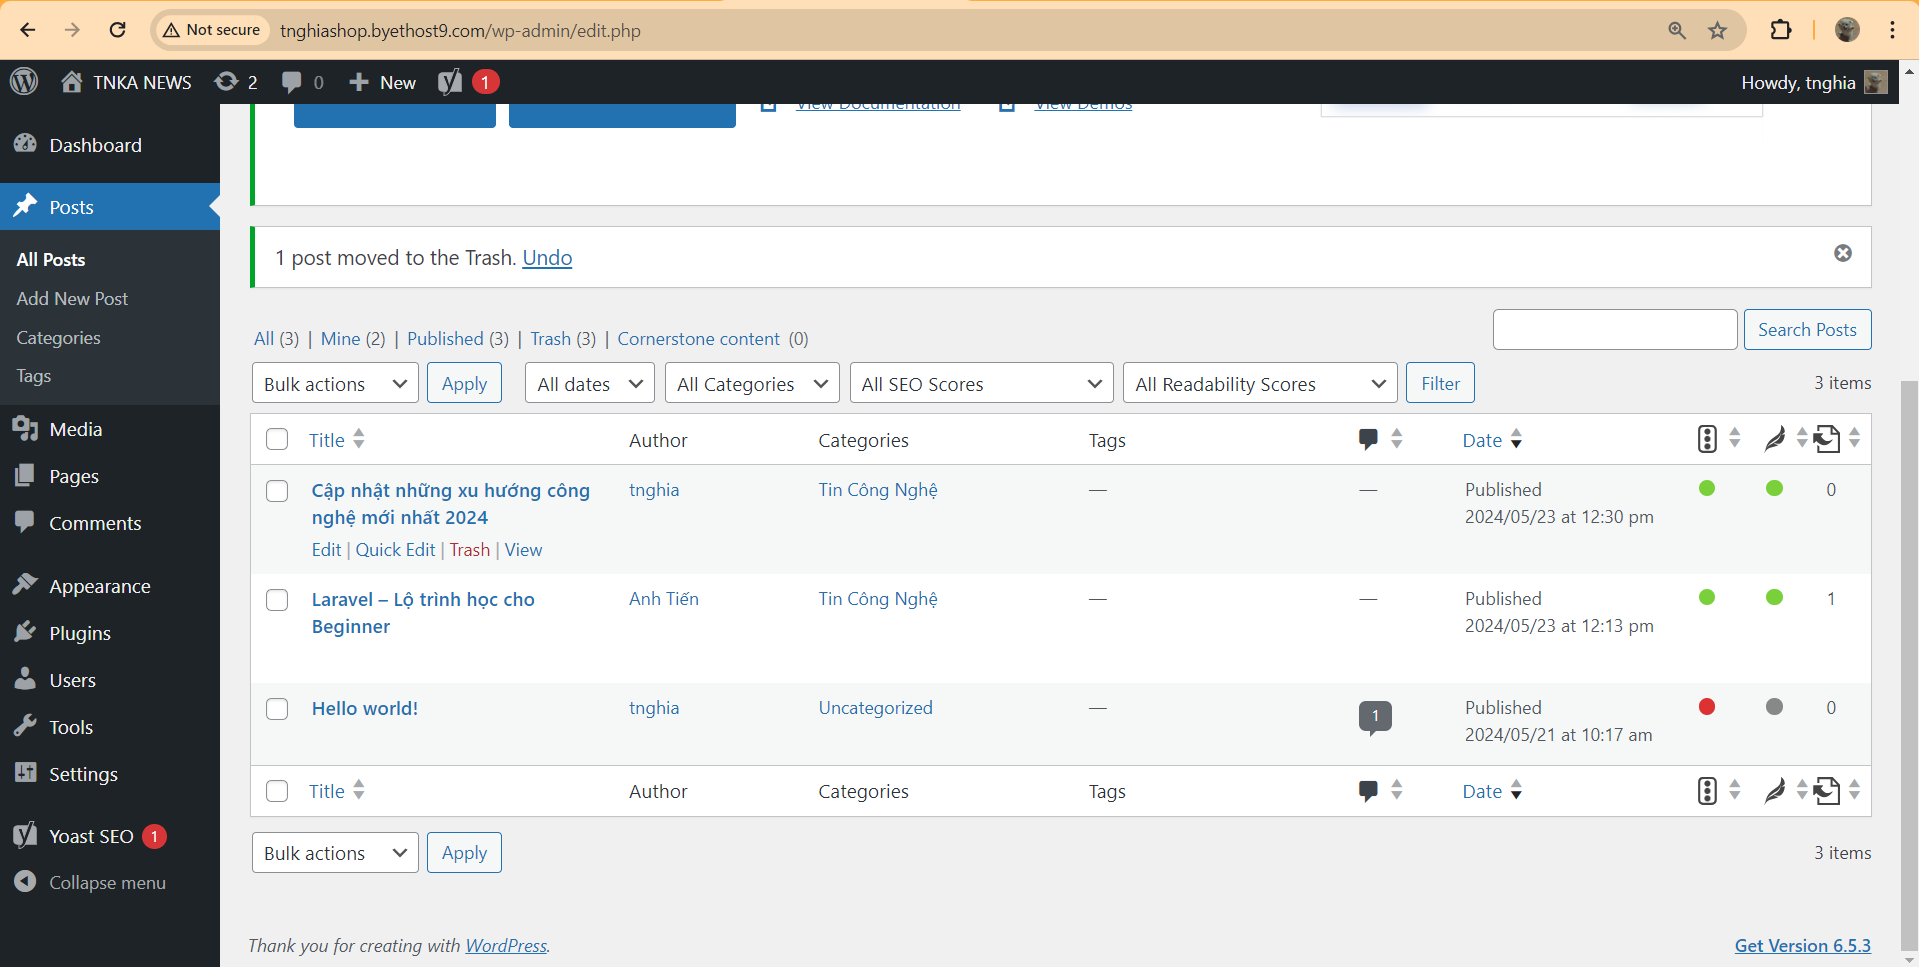 Not secure tnghiashop.byethost9.com/wp-admin/edit.php
TNKA NEWS 2 0 New 1 Howdy, tnghia
View Documentation View Demos
Dashboard
Posts
All Posts
Add New Post
Categories
Tags
Media
Pages
Comments
Appearance
Plugins
Users
Tools
Settings
Yoast SEO 1
Collapse menu
1 post moved to the Trash. Undo
All (3) | Mine (2) | Published (3) | Trash (3) | Cornerstone content (0)
Search Posts
Bulk actions Apply All dates All Categories All SEO Scores All Readability Scores Filter 3 items
Title Author Categories Tags Date
Cập nhật những xu hướng công tnghia Tin Công Nghệ — — Published 0
nghệ mới nhất 2024 2024/05/23 at 12:30 pm
Edit | Quick Edit | Trash | View
Laravel – Lộ trình học cho Anh Tiến Tin Công Nghệ — — Published 1
Beginner 2024/05/23 at 12:13 pm
Hello world! tnghia Uncategorized — 1 Published 0
2024/05/21 at 10:17 am
Title Author Categories Tags Date
Bulk actions Apply 3 items
Thank you for creating with WordPress. Get Version 6.5.3